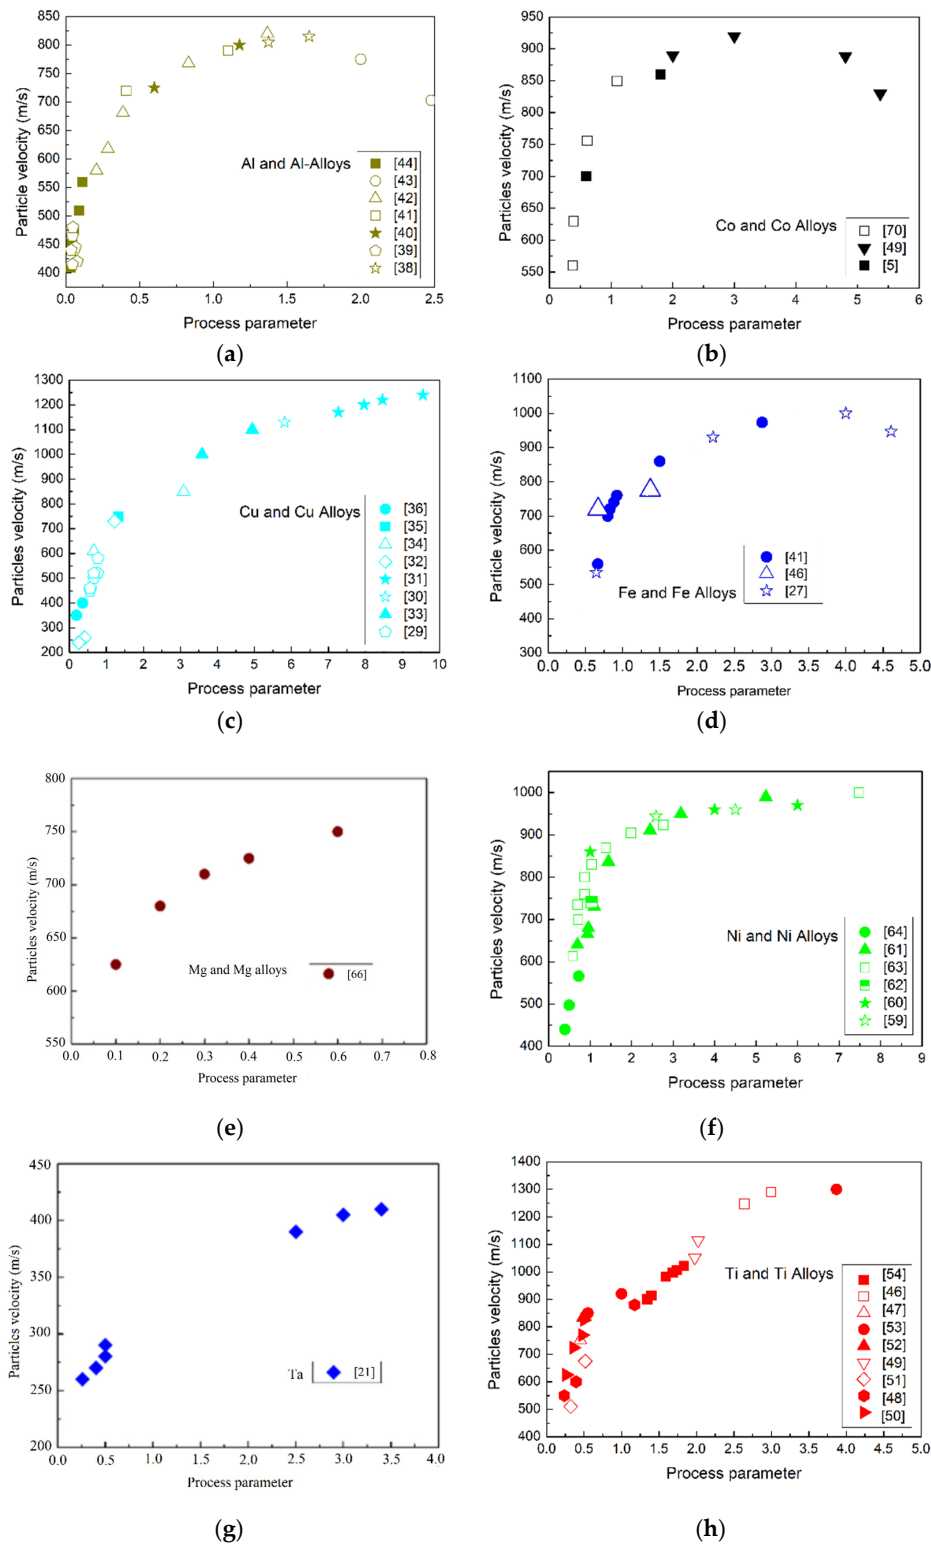 850
800
750
700
650
600
550
500
450
400
0.0 0.5 1.0 1.5 2.0 2.5
Particle velocity (m/s)
Process parameter
Al and Al-Alloys
[44]
[43]
[42]
[41]
[40]
[39]
[38]
(a)
950
900
850
800
750
700
650
600
550
0 1 2 3 4 5 6
Particles velocity (m/s)
Process parameter
Co and Co Alloys
[70]
[49]
[5]
(b)
1300
1200
1100
1000
900
800
700
600
500
400
300
200
0 1 2 3 4 5 6 7 8 9 10
Particles velocity (m/s)
Process parameter
Cu and Cu Alloys
[36]
[35]
[34]
[32]
[31]
[30]
[33]
[29]
(c)
1100
1000
900
800
700
600
500
400
300
0.0 0.5 1.0 1.5 2.0 2.5 3.0 3.5 4.0 4.5 5.0
Particle velocity (m/s)
Process parameter
Fe and Fe Alloys
[41]
[46]
[27]
(d)
800
750
700
675
650
600
550
0.0 0.1 0.2 0.3 0.4 0.5 0.6 0.7 0.8
Particles velocity (m/s)
Process parameter
Mg and Mg alloys
[66]
(e)
1000
900
800
700
600
500
400
0 1 2 3 4 5 6 7 8 9
Particles velocity (m/s)
Process parameter
Ni and Ni Alloys
[64]
[61]
[63]
[62]
[60]
[59]
(f)
450
400
350
300
250
200
0.0 0.5 1.0 1.5 2.0 2.5 3.0 3.5 4.0
Particles velocity (m/s)
Process parameter
Ta
[21]
(g)
1400
1300
1200
1100
1000
900
800
700
600
500
400
0.0 0.5 1.0 1.5 2.0 2.5 3.0 3.5 4.0 4.5 5.0
Particles velocity (m/s)
Process parameter
Ti and Ti Alloys
[54]
[46]
[47]
[53]
[52]
[49]
[51]
[48]
[50]
(h)